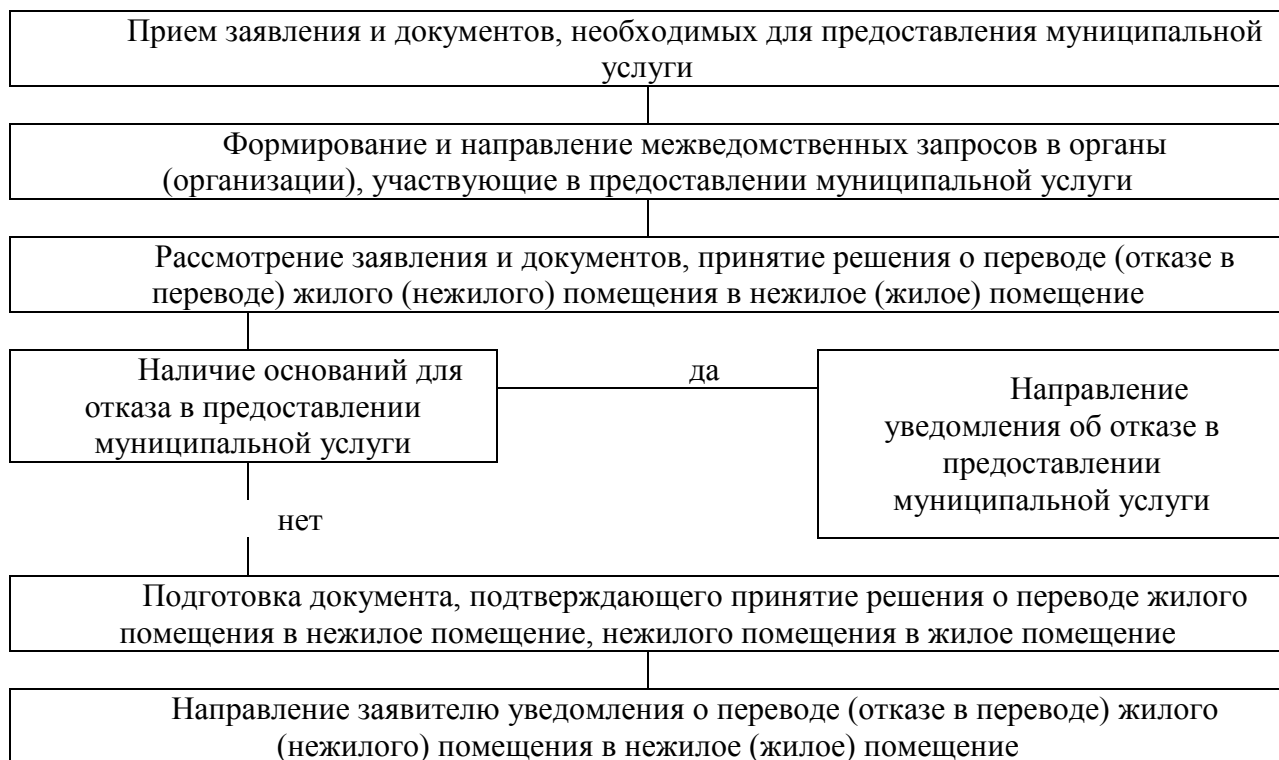 Прием заявления и документов, необходимых для предоставления муниципальной
услуги
Формирование и направление межведомственных запросов в органы
(организации), участвующие в предоставлении муниципальной услуги
Рассмотрение заявления и документов, принятие решения о переводе (отказе в
переводе) жилого (нежилого) помещения в нежилое (жилое) помещение
Наличие оснований для
отказа в предоставлении
муниципальной услуги
да
Направление
уведомления об отказе в
предоставлении
муниципальной услуги
нет
Подготовка документа, подтверждающего принятие решения о переводе жилого
помещения в нежилое помещение, нежилого помещения в жилое помещение
Направление заявителю уведомления о переводе (отказе в переводе) жилого
(нежилого) помещения в нежилое (жилое) помещение